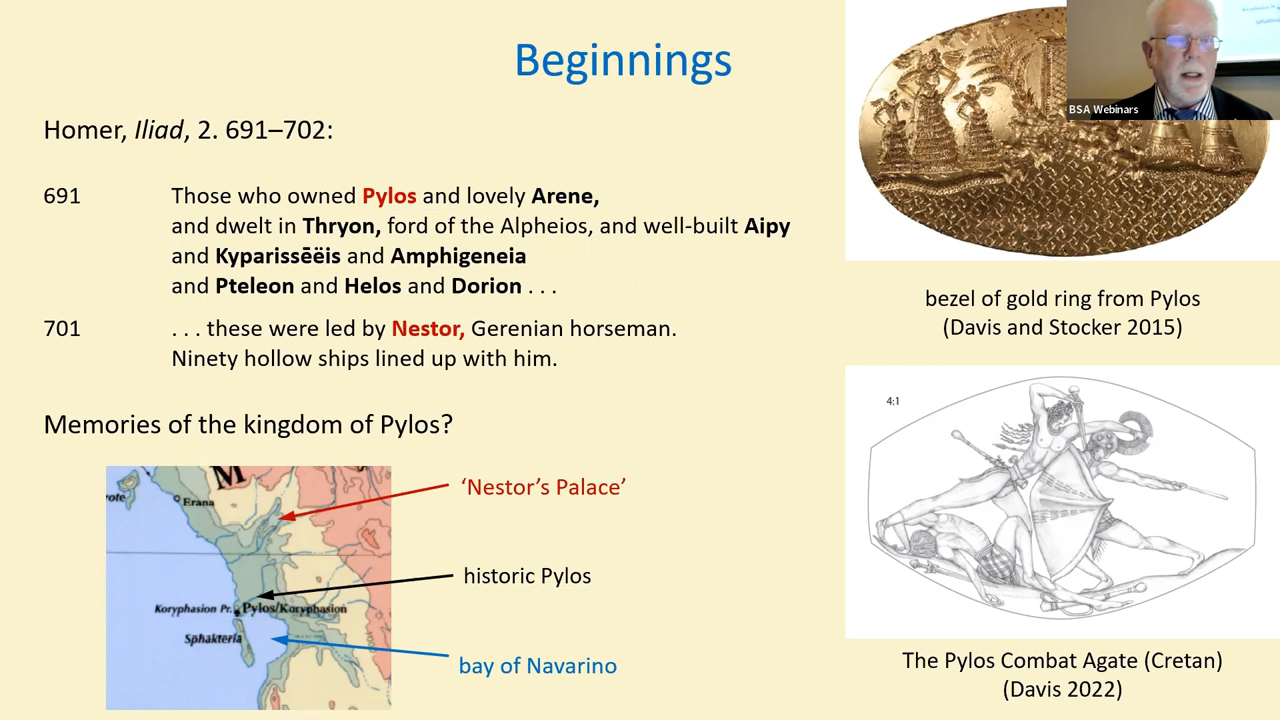 Beginnings
Homer, Iliad, 2. 691–702:
691 Those who owned Pylos and lovely Arene,
and dwelt in Thryon, ford of the Alpheios, and well-built Aipy
and Kyparissēëis and Amphigeneia
and Pteleon and Helos and Dorion . . .
701 . . . these were led by Nestor, Gerenian horseman.
Ninety hollow ships lined up with him.
Memories of the kingdom of Pylos?
M
rote
Erana
Koryphasion Pr.
Pylos/Koryphasion
Sphakteria
‘Nestor’s Palace’
historic Pylos
bay of Navarino
BSA Webinars
bezel of gold ring from Pylos
(Davis and Stocker 2015)
4:1
The Pylos Combat Agate (Cretan)
(Davis 2022)